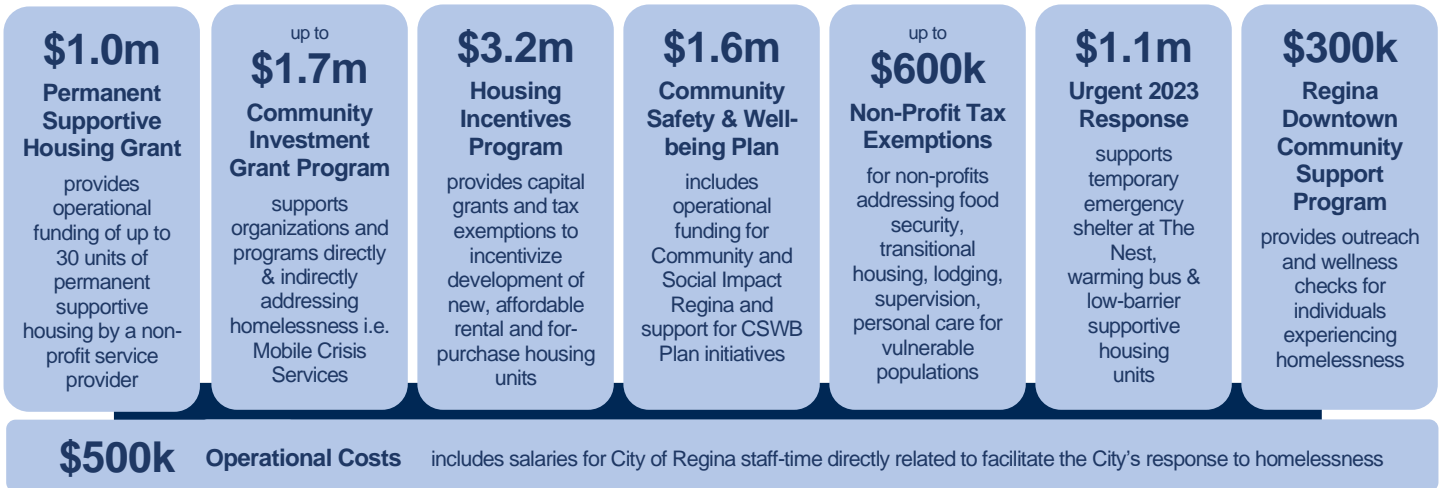 $1.0m
Permanent
Supportive
Housing Grant
provides
operational
funding of up to
30 units of
permanent
supportive
housing by a non-
profit service
provider
up to
$1.7m
Community
Investment
Grant Program
supports
organizations and
programs directly
& indirectly
addressing
homelessness i.e.
Mobile Crisis
Services
$3.2m
Housing
Incentives
Program
provides capital
grants and tax
exemptions to
incentivize
development of
new, affordable
rental and for-
purchase housing
units
$1.6m
Community
Safety & Well-
being Plan
includes
operational
funding for
Community and
Social Impact
Regina and
support for CSWB
Plan initiatives
up to
$600k
Non-Profit Tax
Exemptions
for non-profits
addressing food
security,
transitional
housing, lodging,
supervision,
personal care for
vulnerable
populations
$1.1m
Urgent 2023
Response
supports
temporary
emergency
shelter at The
Nest,
warming bus &
low-barrier
supportive
housing
units
$300k
Regina
Downtown
Community
Support
Program
provides outreach
and wellness
checks for
individuals
experiencing
homelessness
$500k Operational Costs includes salaries for City of Regina staff-time directly related to facilitate the City's response to homelessness